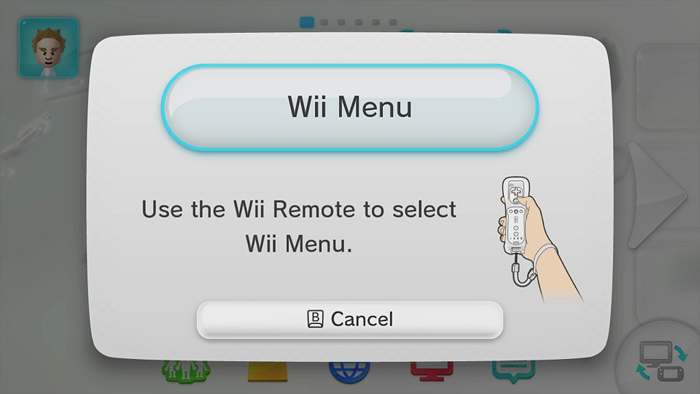 Wii Menu
Use the Wii Remote to select
Wii Menu.
B Cancel